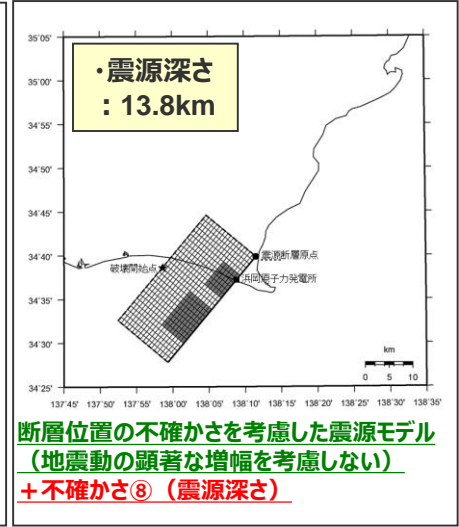 ・震源深さ
：13.8km
35°05'
35°00'
34°55'
34°50'
34°45'
34°40'
34°35'
34°30'
34°25'
破壊開始点
震源断層原点
浜岡原子力発電所
km
0 5 10
137°45' 137°50' 137°55' 138°00' 138°05' 138°10' 138°15' 138°20' 138°25' 138°30' 138°35'
断層位置の不確かさを考慮した震源モデル
（地震動の顕著な増幅を考慮しない）
＋不確かさ⑧（震源深さ）